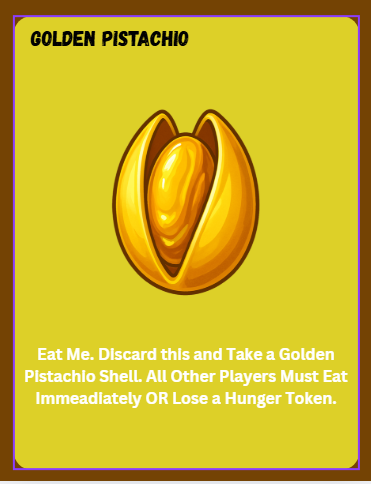 GOLDEN PISTACHIO
Eat Me. Discard this and Take a Golden
Pistachio Shell. All Other Players Must Eat
Immeadiately OR Lose a Hunger Token.